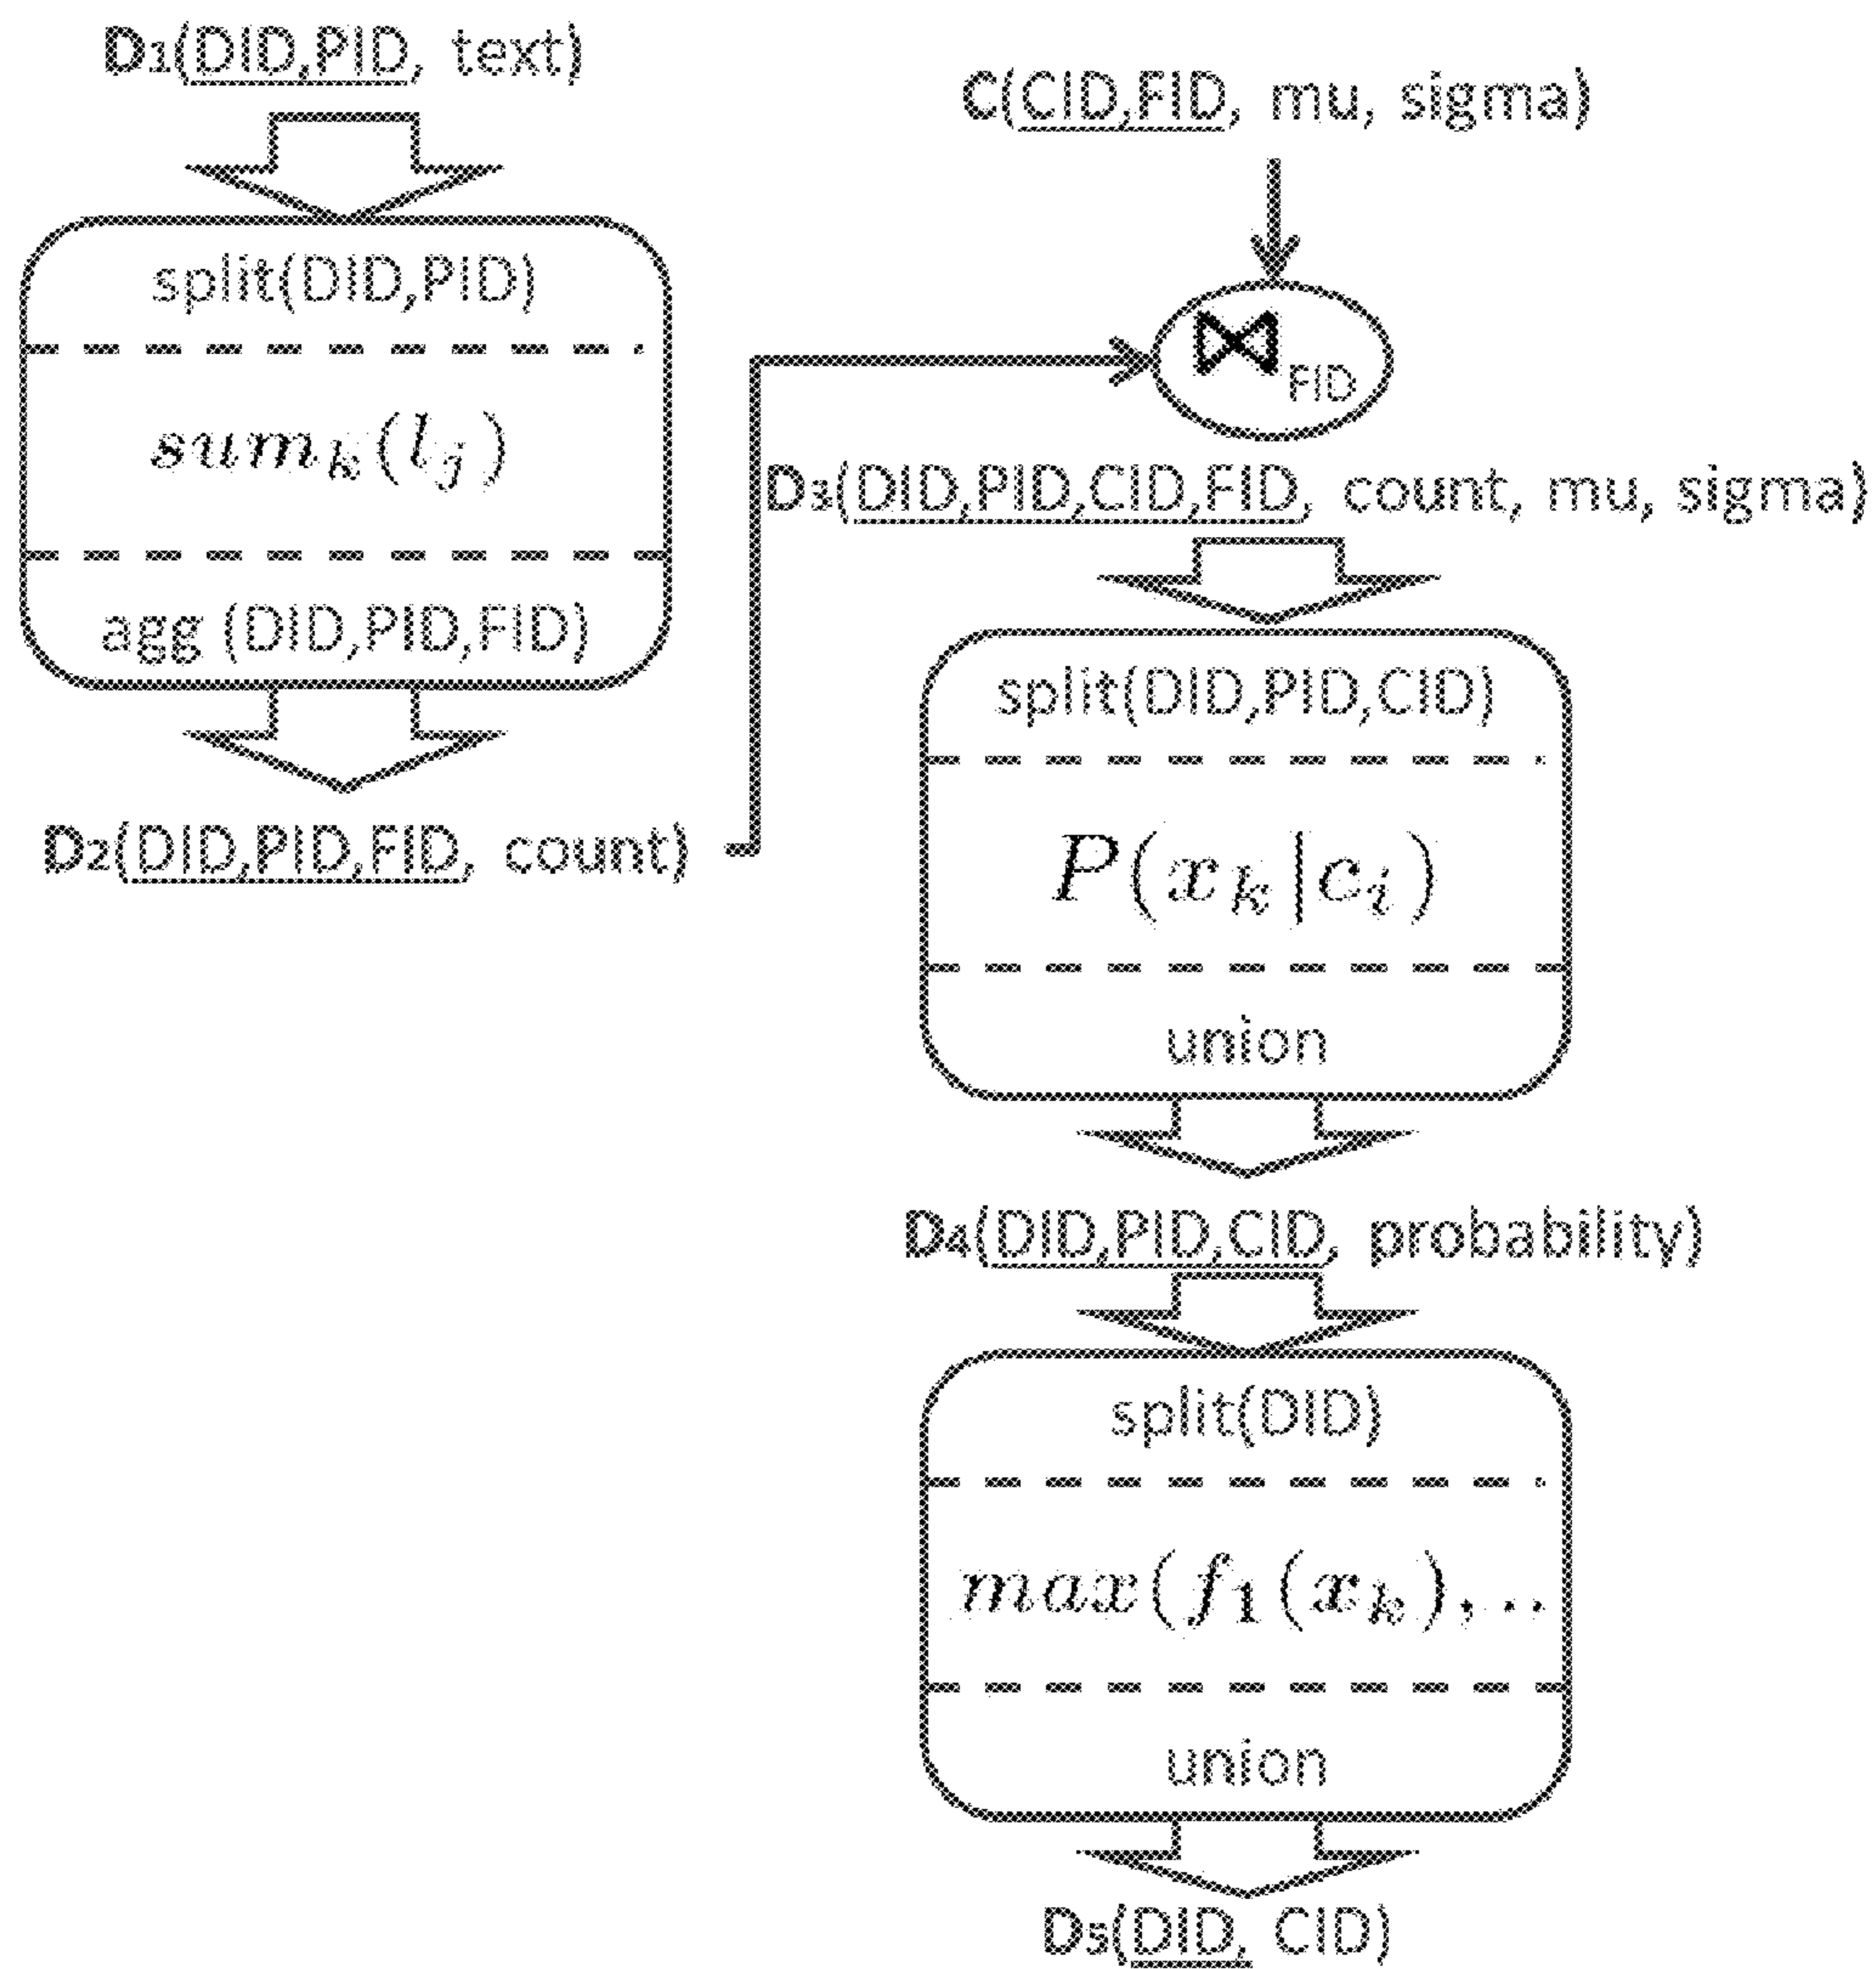 D1(DID,PID, text)
split(DID,PID)
sumk(lj)
agg (DID,PID,FID)
D2(DID,PID,FID, count)
C(CID,FID, mu, sigma)
⋈FID
D3(DID,PID,CID,FID, count, mu, sigma)
split(DID,PID,CID)
P(xk|ci)
union
D4(DID,PID,CID, probability)
split(DID)
max(f1(xk),..
union
D5(DID, CID)